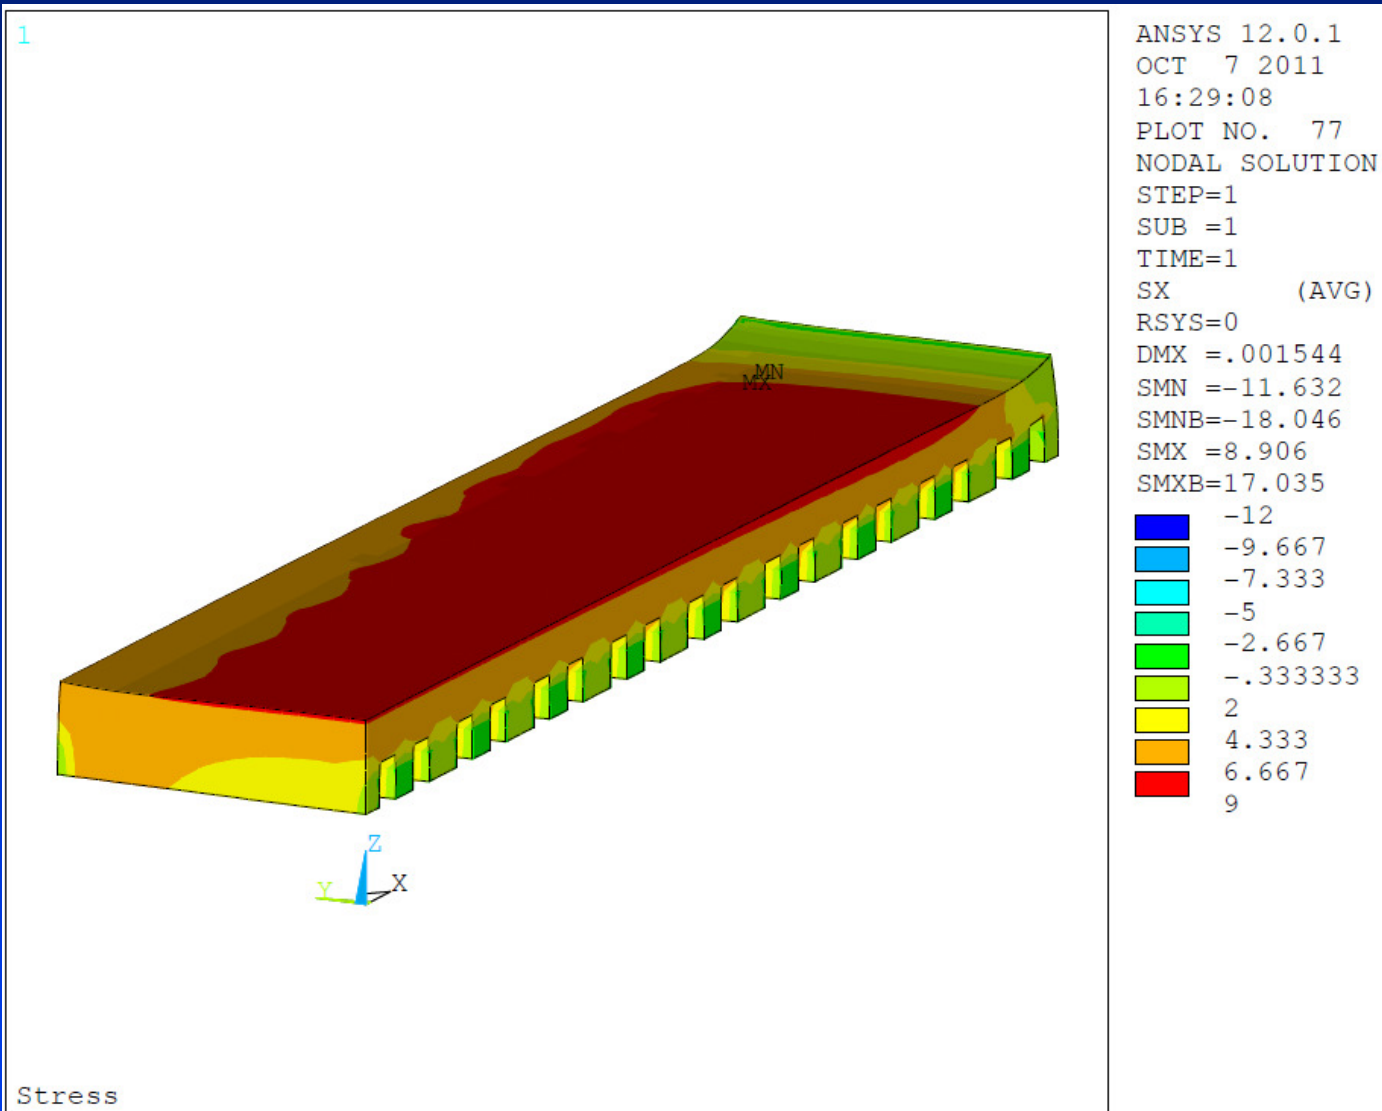 1
ANSYS 12.0.1
OCT  7 2011
16:29:08
PLOT NO.  77
NODAL SOLUTION
STEP=1
SUB =1
TIME=1
SX       (AVG)
RSYS=0
DMX =.001544
SMN =-11.632
SMNB=-18.046
SMX =8.906
SMXB=17.035
-12
-9.667
-7.333
-5
-2.667
-.333333
2
4.333
6.667
9
MN
MX
Z
Y
X
Stress